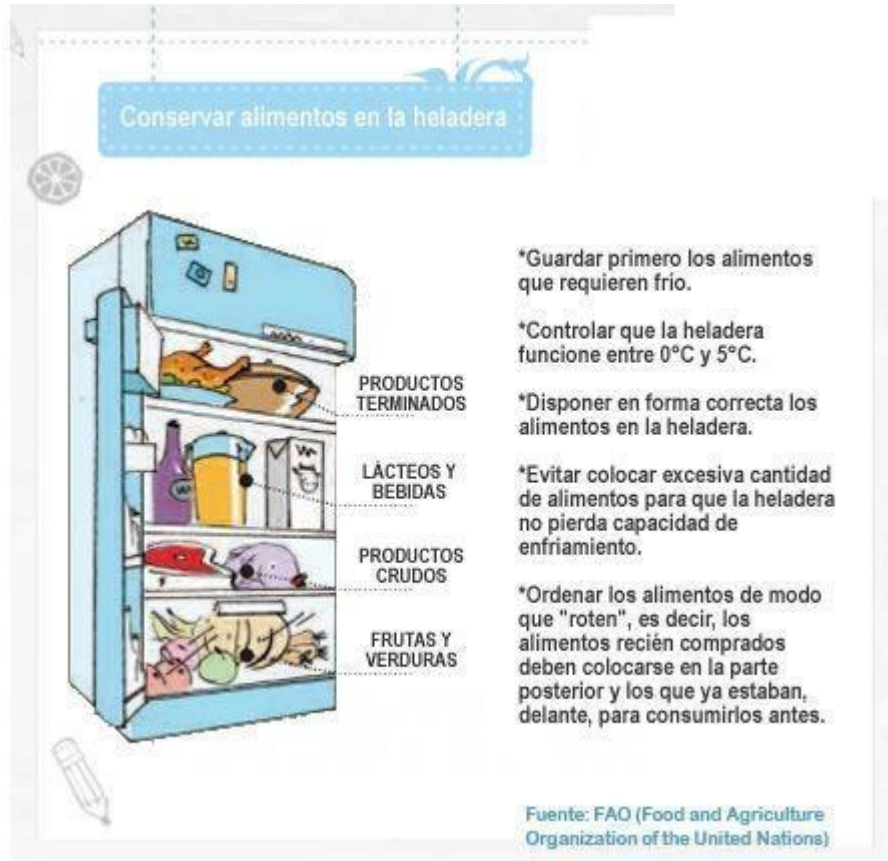 Conservar alimentos en la heladera
PRODUCTOS
TERMINADOS
LÁCTEOS Y
BEBIDAS
PRODUCTOS
CRUDOS
FRUTAS Y
VERDURAS
*Guardar primero los alimentos
que requieren frío.
*Controlar que la heladera
funcione entre 0°C y 5°C.
*Disponer en forma correcta los
alimentos en la heladera.
*Evitar colocar excesiva cantidad
de alimentos para que la heladera
no pierda capacidad de
enfriamiento.
*Ordenar los alimentos de modo
que "roten", es decir, los
alimentos recién comprados
deben colocarse en la parte
posterior y los que ya estaban,
delante, para consumirlos antes.
Fuente: FAO (Food and Agriculture
Organization of the United Nations)